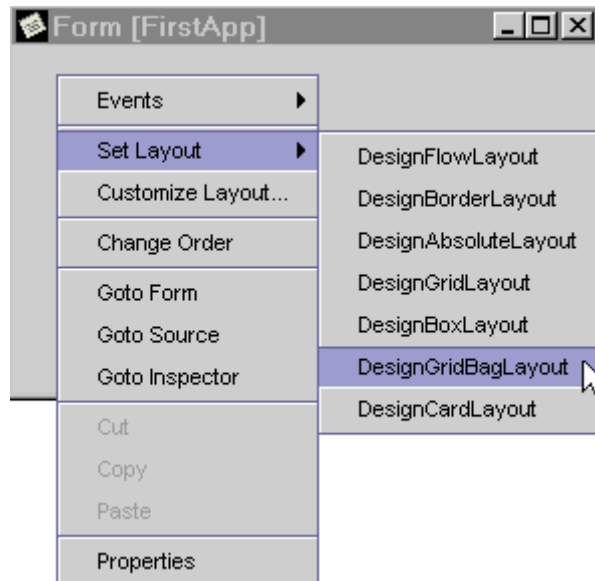 Form [FirstApp]
Events
Set Layout
Customize Layout...
Change Order
Goto Form
Goto Source
Goto Inspector
Cut
Copy
Paste
Properties
DesignFlowLayout
DesignBorderLayout
DesignAbsoluteLayout
DesignGridLayout
DesignBoxLayout
DesignGridBagLayout
DesignCardLayout